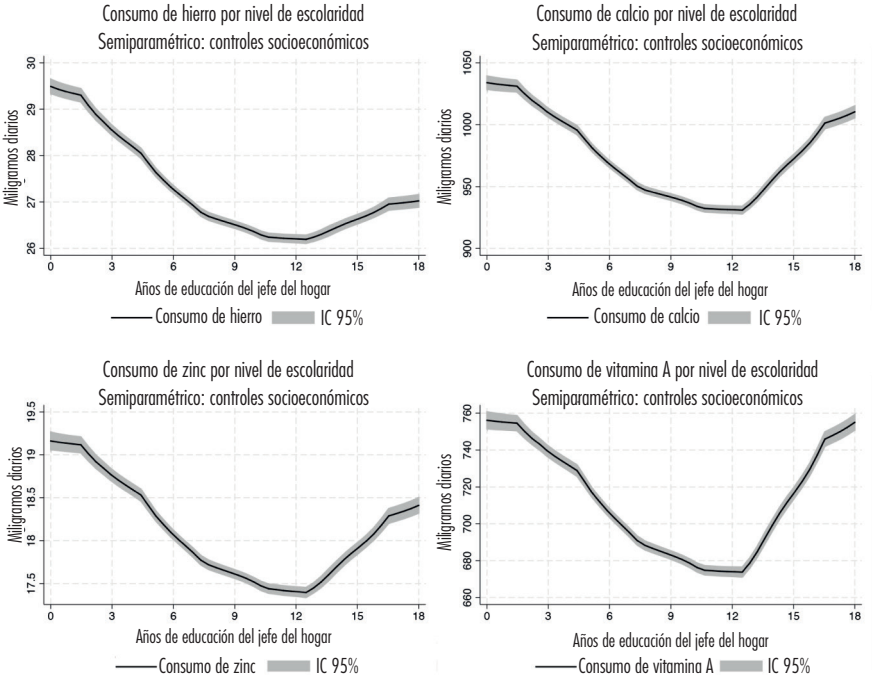 Consumo de hierro por nivel de escolaridad
Semiparamétrico: controles socioeconómicos
Miligramos diarios
30
29
28
27
26
0 3 6 9 12 15 18
Años de educación del jefe del hogar
Consumo de hierro IC 95%
Consumo de calcio por nivel de escolaridad
Semiparamétrico: controles socioeconómicos
Miligramos diarios
1050
1000
950
900
0 3 6 9 12 15 18
Años de educación del jefe del hogar
Consumo de calcio IC 95%
Consumo de zinc por nivel de escolaridad
Semiparamétrico: controles socioeconómicos
Miligramos diarios
19.5
19
18.5
18
17.5
0 3 6 9 12 15 18
Años de educación del jefe del hogar
Consumo de zinc IC 95%
Consumo de vitamina A por nivel de escolaridad
Semiparamétrico: controles socioeconómicos
Miligramos diarios
760
740
720
700
680
660
0 3 6 9 12 15 18
Años de educación del jefe del hogar
Consumo de vitamina A IC 95%